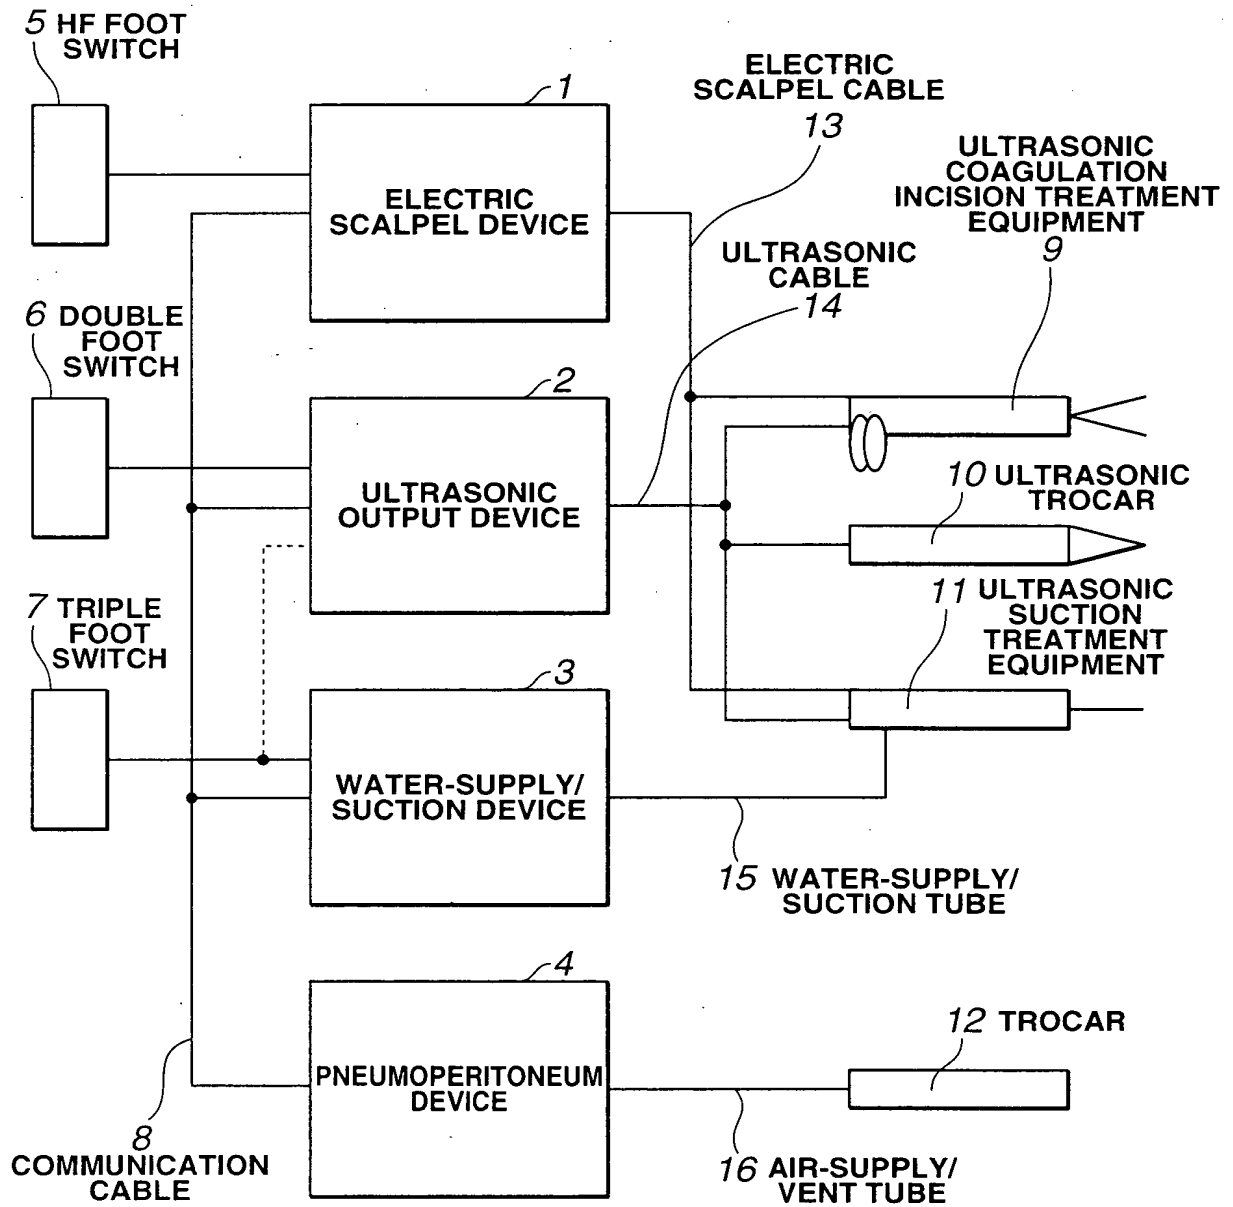 5 HF FOOT
SWITCH
1
ELECTRIC
SCALPEL DEVICE
ELECTRIC
SCALPEL CABLE
13
ULTRASONIC
COAGULATION
INCISION TREATMENT
EQUIPMENT
9
ULTRASONIC
CABLE
14
6 DOUBLE
FOOT
SWITCH
2
ULTRASONIC
OUTPUT DEVICE
10 ULTRASONIC
TROCAR
7 TRIPLE
FOOT
SWITCH
11 ULTRASONIC
SUCTION
TREATMENT
EQUIPMENT
3
WATER-SUPPLY/
SUCTION DEVICE
15 WATER-SUPPLY/
SUCTION TUBE
4
PNEUMOPERITONEUM
DEVICE
12 TROCAR
8
COMMUNICATION
CABLE
16 AIR-SUPPLY/
VENT TUBE